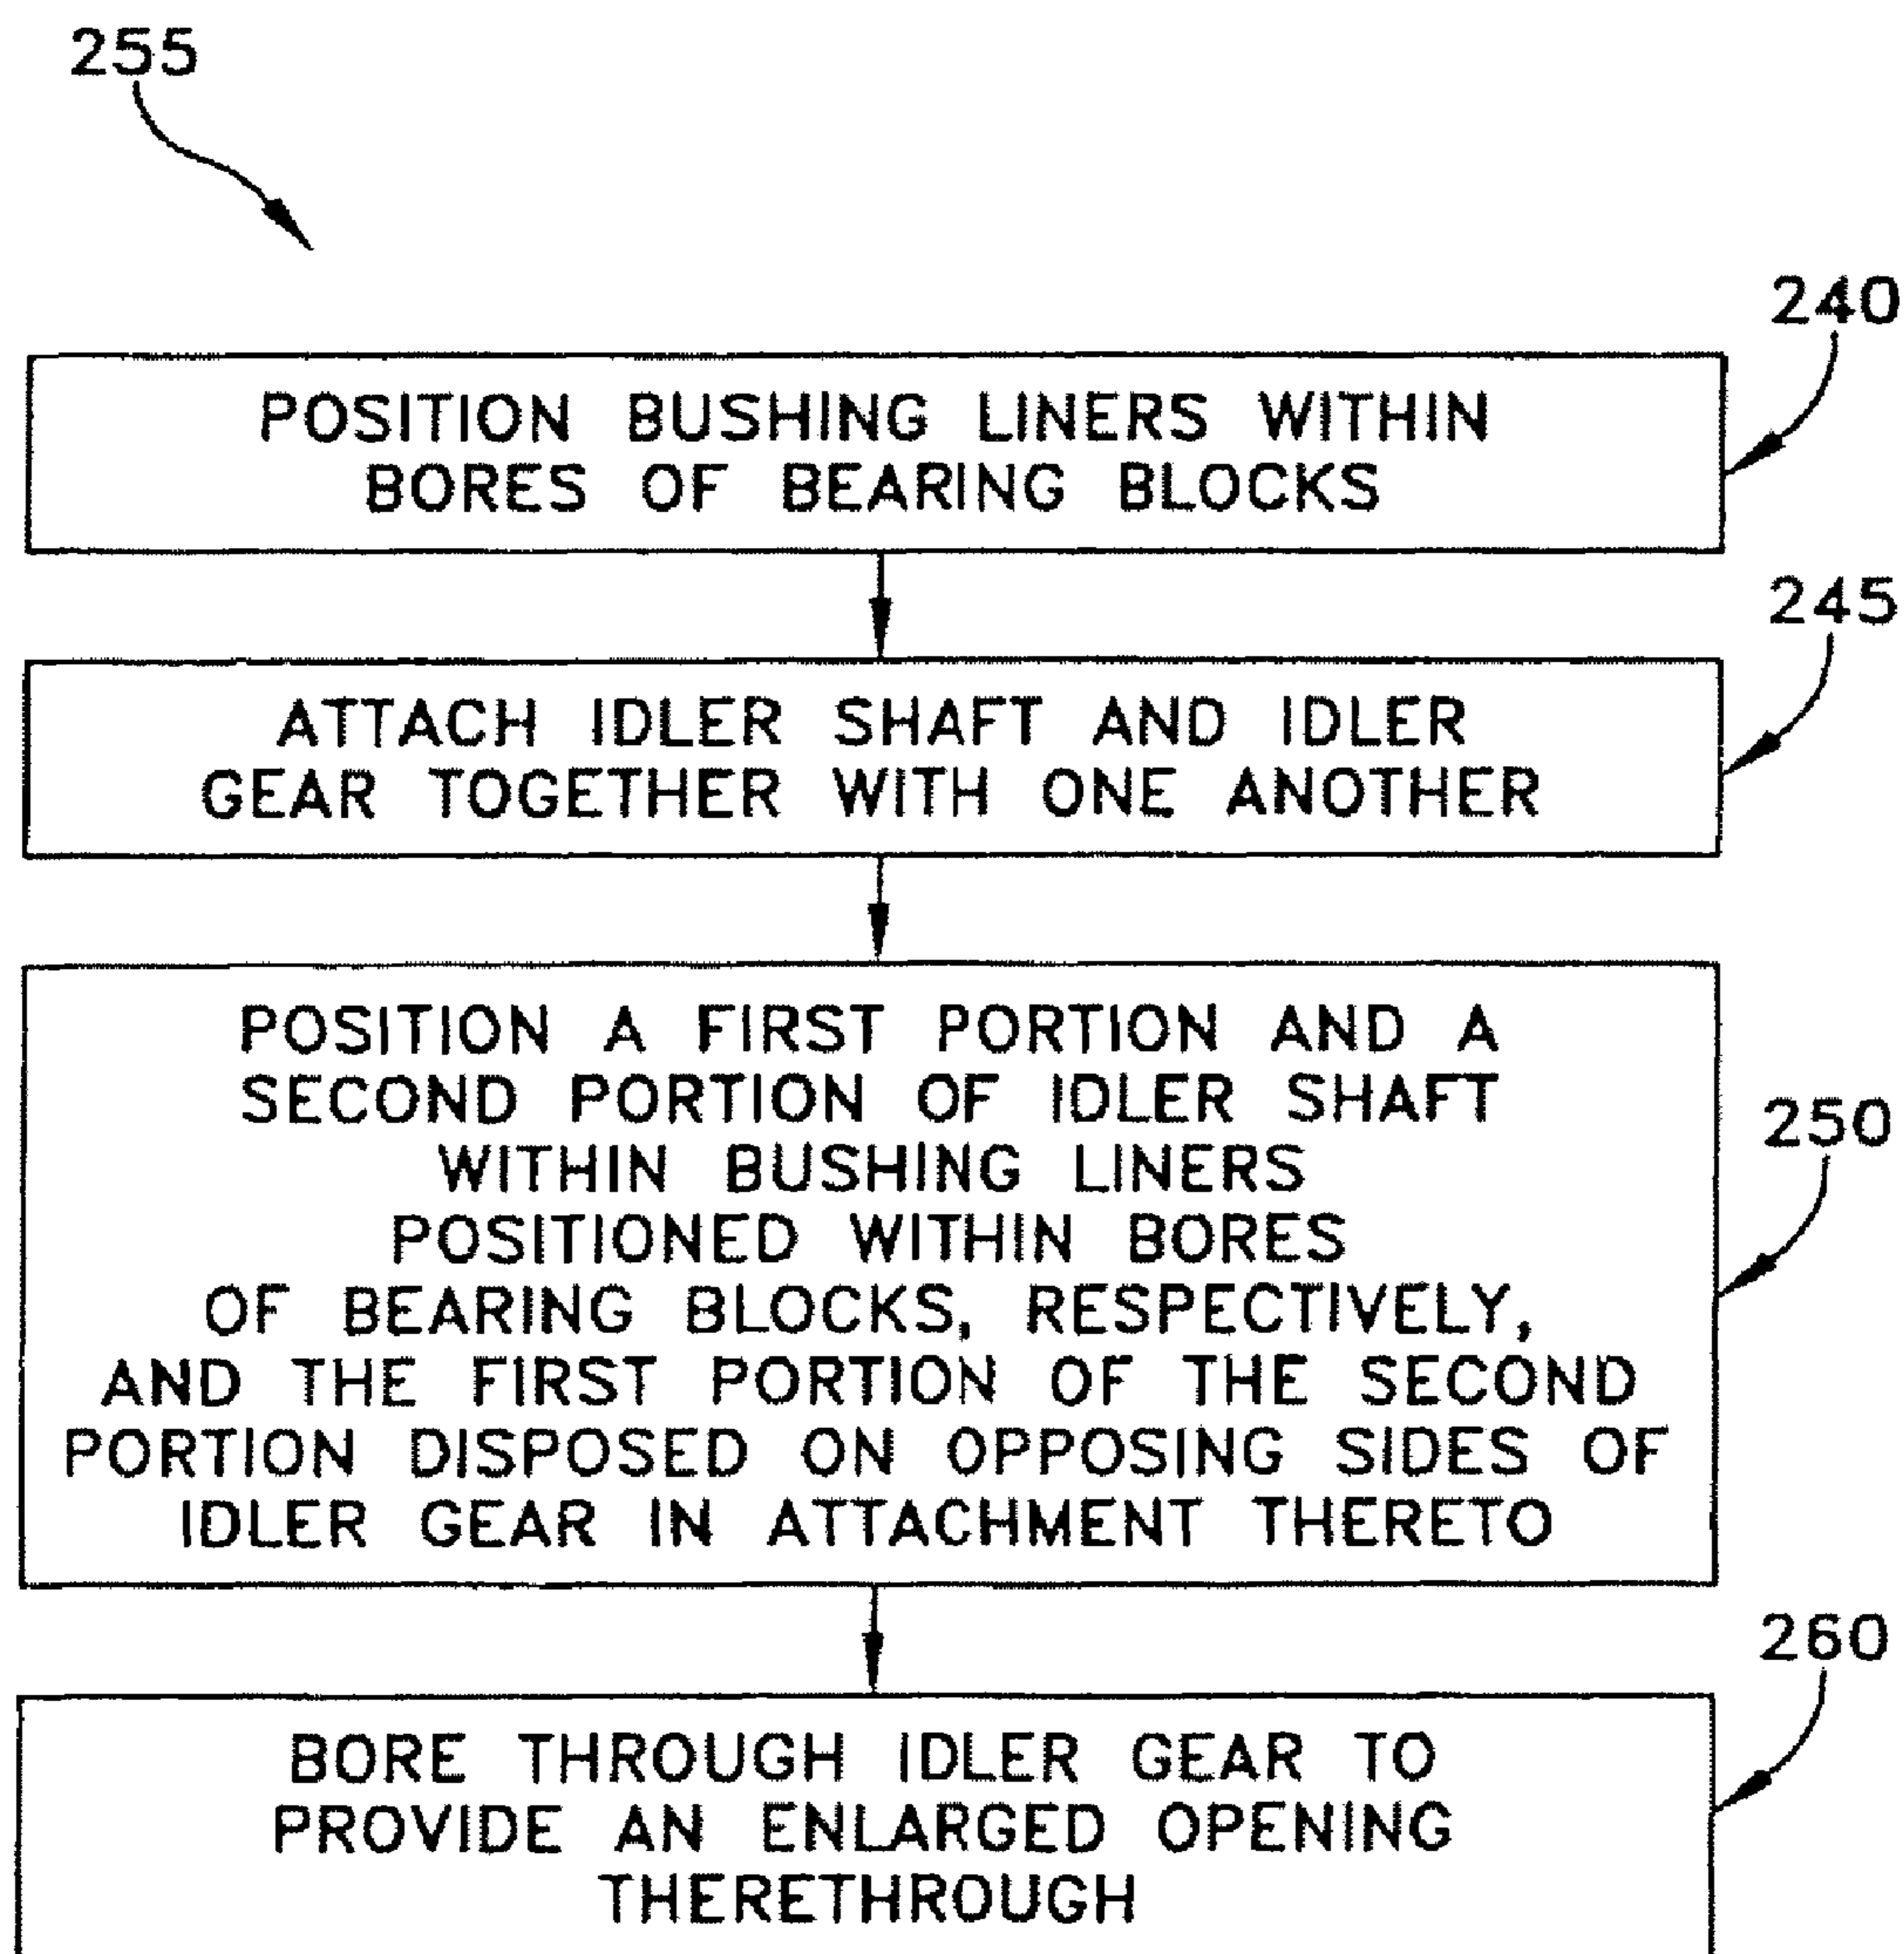 255
240
POSITION BUSHING LINERS WITHIN
BORES OF BEARING BLOCKS
245
ATTACH IDLER SHAFT AND IDLER
GEAR TOGETHER WITH ONE ANOTHER
POSITION A FIRST PORTION AND A
SECOND PORTION OF IDLER SHAFT
250
WITHIN BUSHING LINERS
POSITIONED WITHIN BORES
OF BEARING BLOCKS, RESPECTIVELY,
AND THE FIRST PORTION OF THE SECOND
PORTION DISPOSED ON OPPOSING SIDES OF
IDLER GEAR IN ATTACHMENT THERETO
260
BORE THROUGH IDLER GEAR TO
PROVIDE AN ENLARGED OPENING
THERETHROUGH